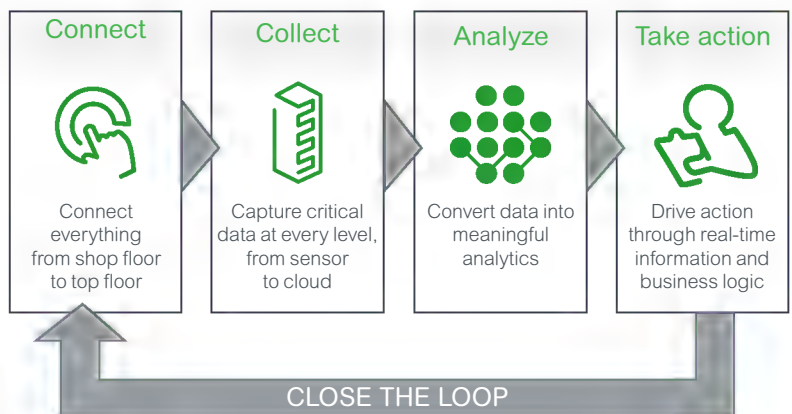 Connect
Connect
everything
from shop floor
to top floor
Collect
Capture critical
data at every level,
from sensor
to cloud
Analyze
Convert data into
meaningful
analytics
Take action
Drive action
through real-time
information and
business logic
CLOSE THE LOOP